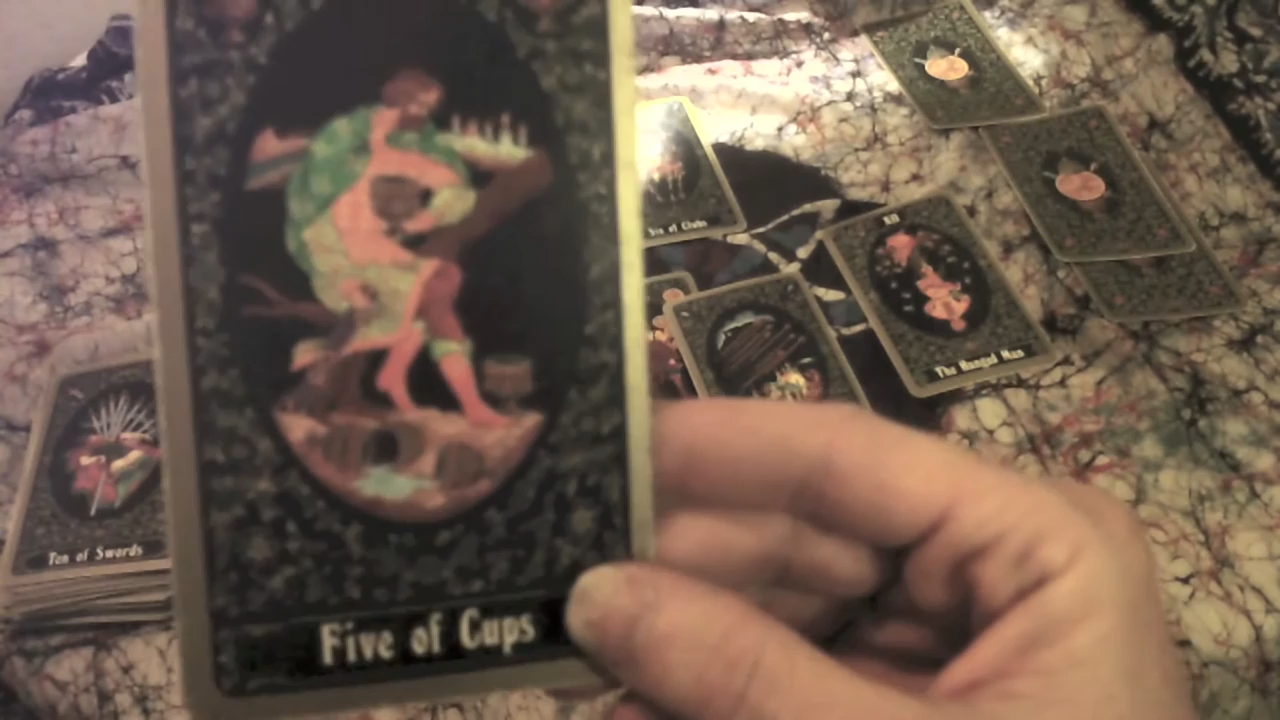 Five of Cups
Six of Clubs
XII
The Hanged Man
Ten of Swords